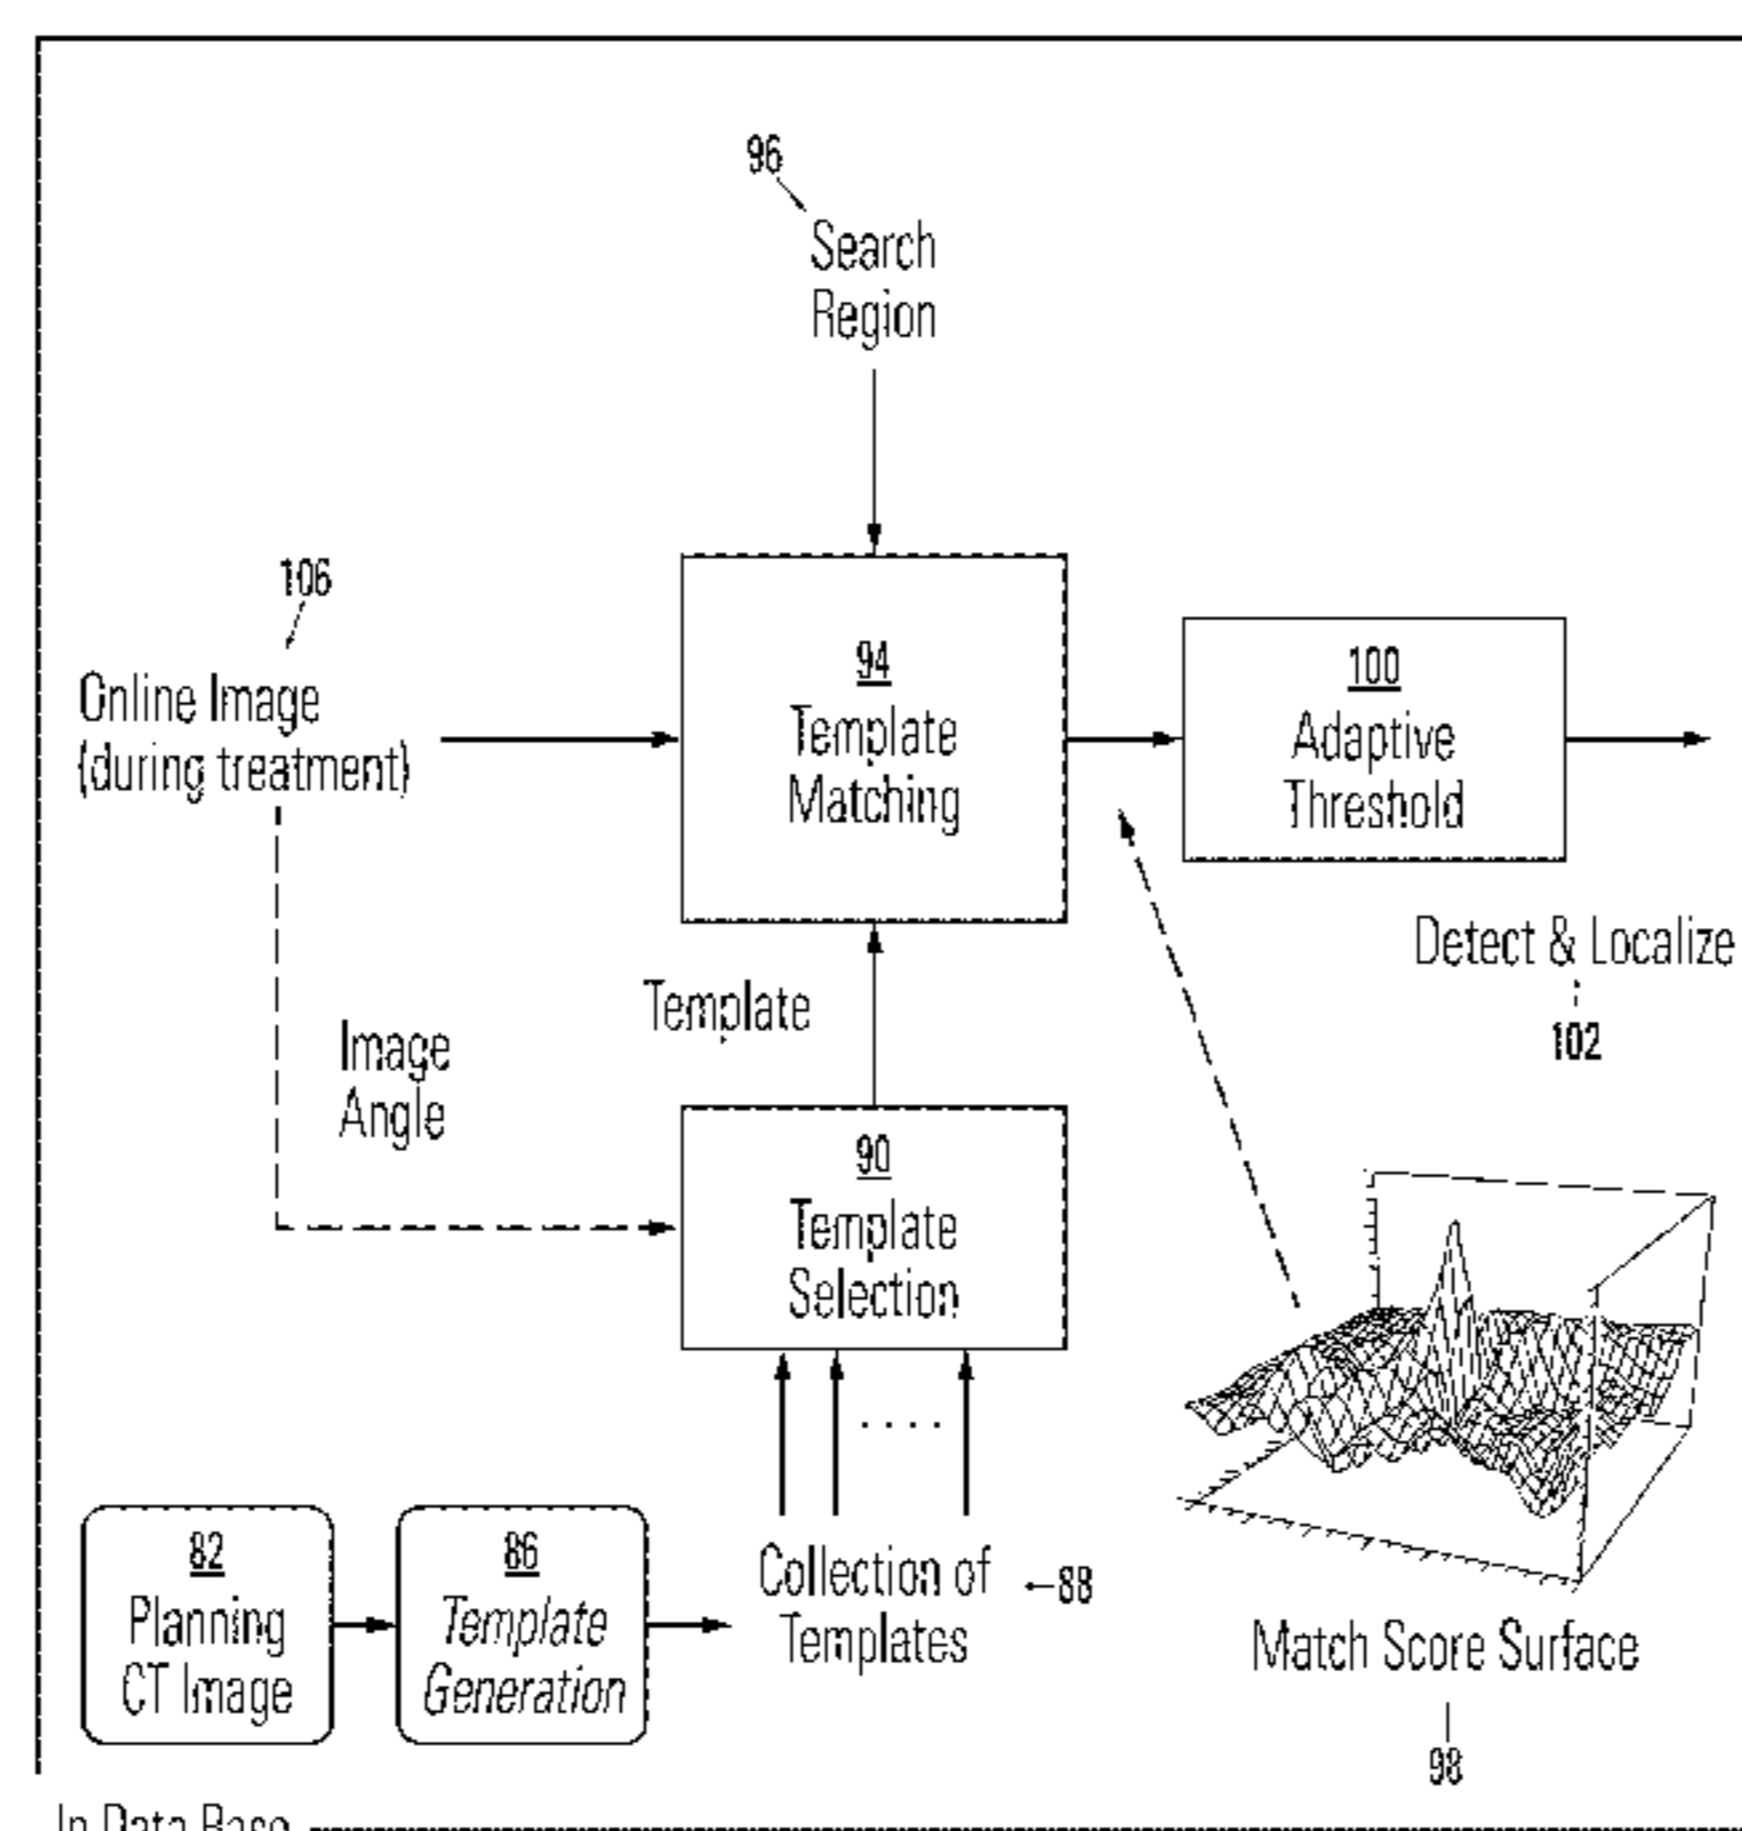 96
Search
Region
106
Online Image
(during treatment)
94
Template
Matching
100
Adaptive
Threshold
Detect & Localize
102
Template
Image
Angle
90
Template
Selection
. . . .
82
Planning
CT Image
86
Template
Generation
Collection of
Templates
88
Match Score Surface
98
In Data Base